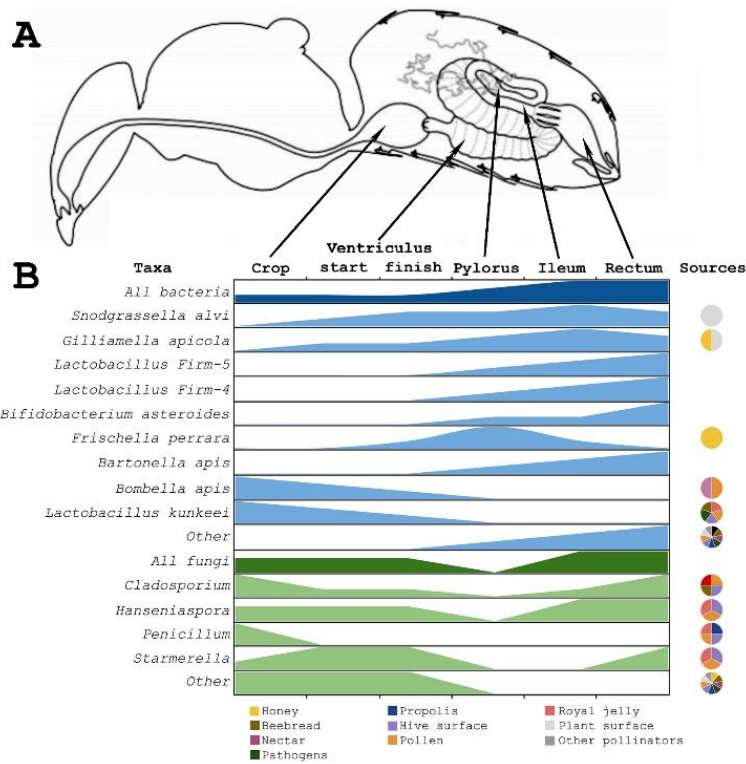 A
Ventriculus
B
Taxa Crop start finish Pylorus Ileum Rectum Sources
All bacteria
Snodgrassella alvi
Gilliamella apicola
Lactobacillus Firm-5
Lactobacillus Firm-4
Bifidobacterium asteroides
Frischella perrara
Bartonella apis
Bombella apis
Lactobacillus kunkeei
Other
All fungi
Cladosporium
Hanseniaspora
Penicillum
Starmerella
Other
Honey Propolis Royal jelly
Beebread Hive surface Plant surface
Nectar Pollen Other pollinators
Pathogens